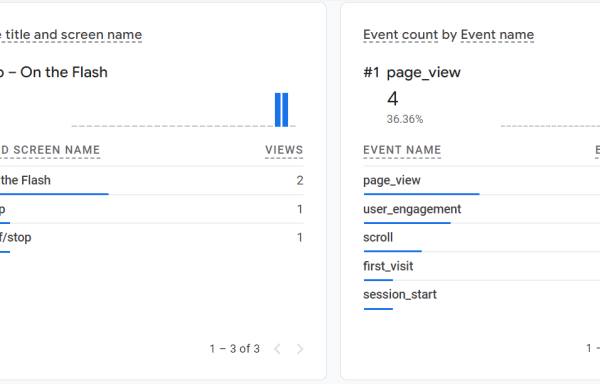 title and screen name
– On the Flash
D SCREEN NAME VIEWS
the Flash 2
p 1
f/stop 1
1 – 3 of 3
Event count by Event name
#1 page_view
4
36.36%
EVENT NAME E
page_view
user_engagement
scroll
first_visit
session_start
1 –